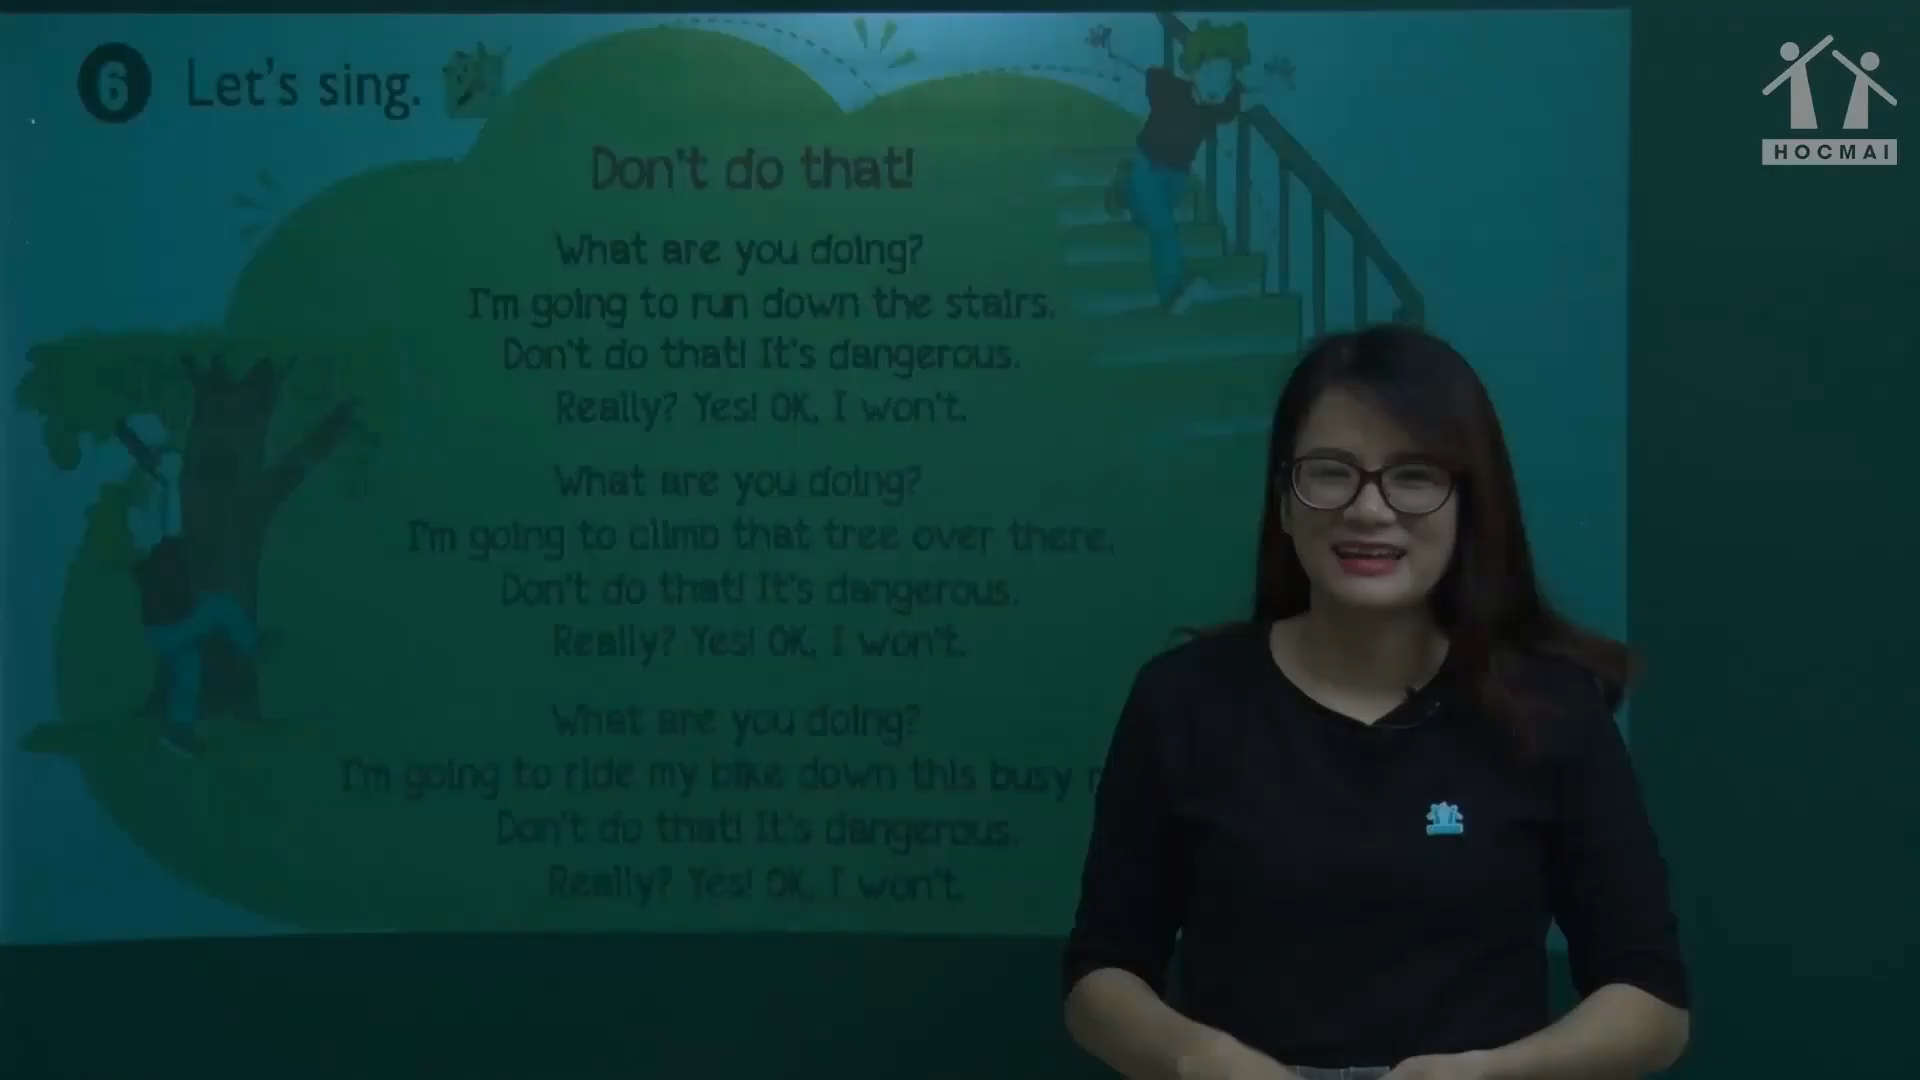 6 Let's sing.
HOCMAI
Don't do that!
What are you doing?
I'm going to run down the stairs.
Don't do that! It's dangerous.
Really? Yes! OK, I won't.
What are you doing?
I'm going to climb that tree over there.
Don't do that! It's dangerous.
Really? Yes! OK, I won't.
What are you doing?
I'm going to ride my bike down this busy
Don't do that! It's dangerous.
Really? Yes! OK, I won't.